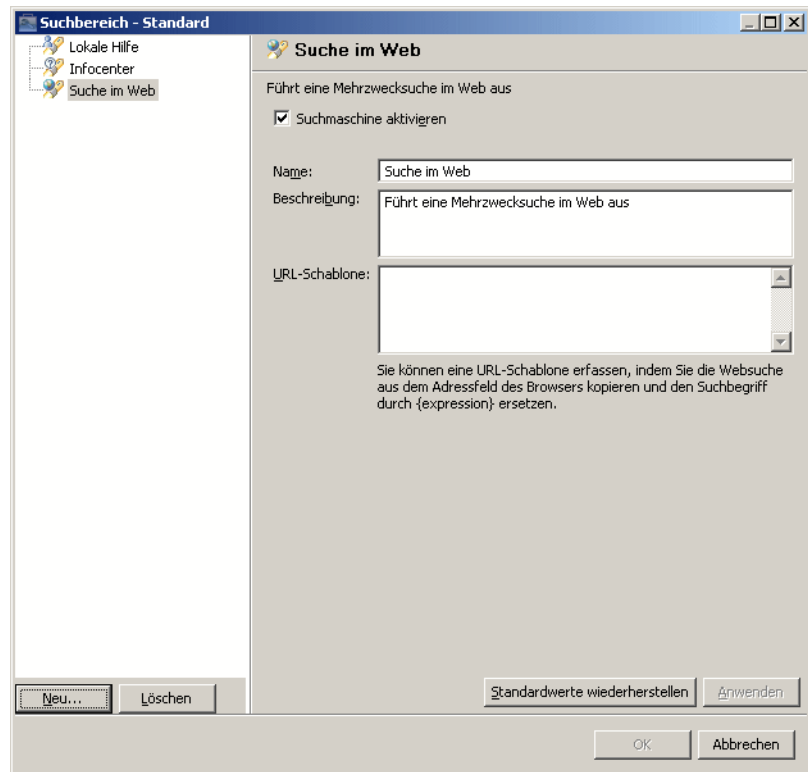 Suchbereich - Standard
Lokale Hilfe
Infocenter
Suche im Web
Suche im Web
Führt eine Mehrzwecksuche im Web aus
Suchmaschine aktivieren
Name: Suche im Web
Beschreibung: Führt eine Mehrzwecksuche im Web aus
URL-Schablone:
Sie können eine URL-Schablone erfassen, indem Sie die Websuche
aus dem Adressfeld des Browsers kopieren und den Suchbegriff
durch {expression} ersetzen.
Neu... Löschen
Standardwerte wiederherstellen Anwenden
OK Abbrechen